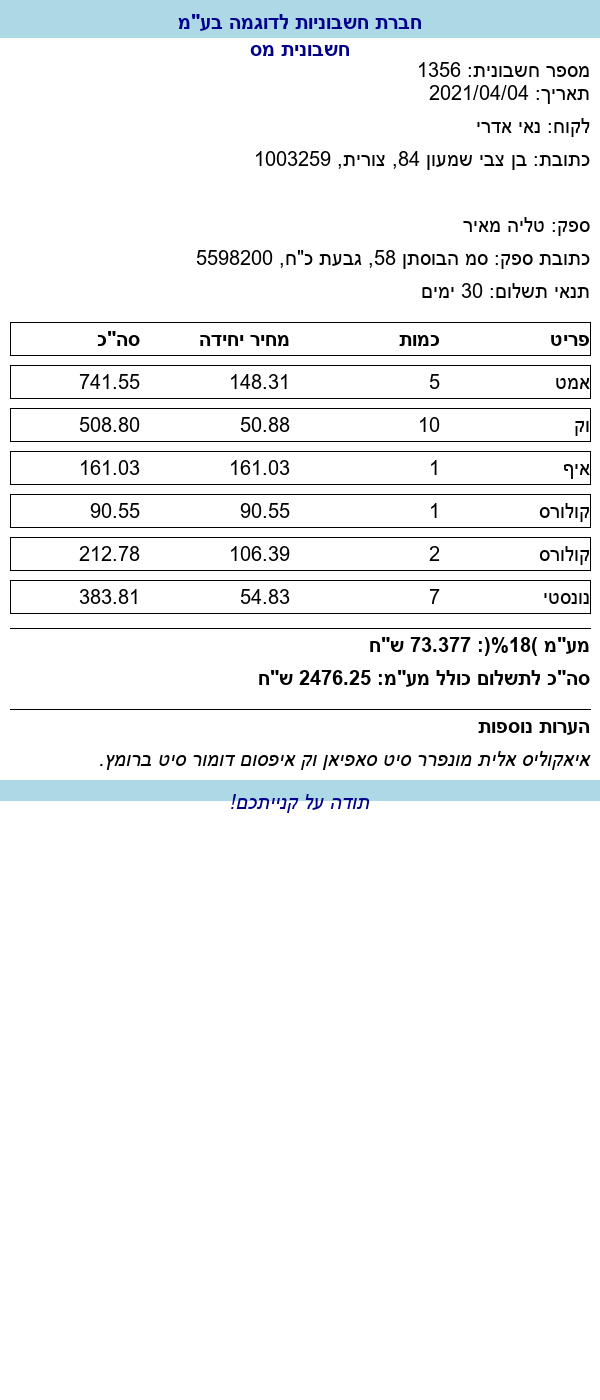 חברת חשבוניות לדוגמה בע"מ
חשבונית מס
מספר חשבונית: 1356
תאריך: 2021/04/04
לקוח: נאי אדרי
כתובת: בן צבי שמעון 84, צורית, 1003259
ספק: טליה מאיר
כתובת ספק: סמ הבוסתן 58, גבעת כ"ח, 5598200
תנאי תשלום: 30 ימים
פריט כמות מחיר יחידה סה"כ
אמט 5 148.31 741.55
וק 10 50.88 508.80
איף 1 161.03 161.03
קולורס 1 90.55 90.55
קולורס 2 106.39 212.78
נונסטי 7 54.83 383.81
מע"מ )18%(: 73.377 ש"ח
סה"כ לתשלום כולל מע"מ: 2476.25 ש"ח
הערות נוספות
איאקוליס אלית מונפרר סיט סאפיאן וק איפסום דומור סיט ברומץ.
תודה על קנייתכם!